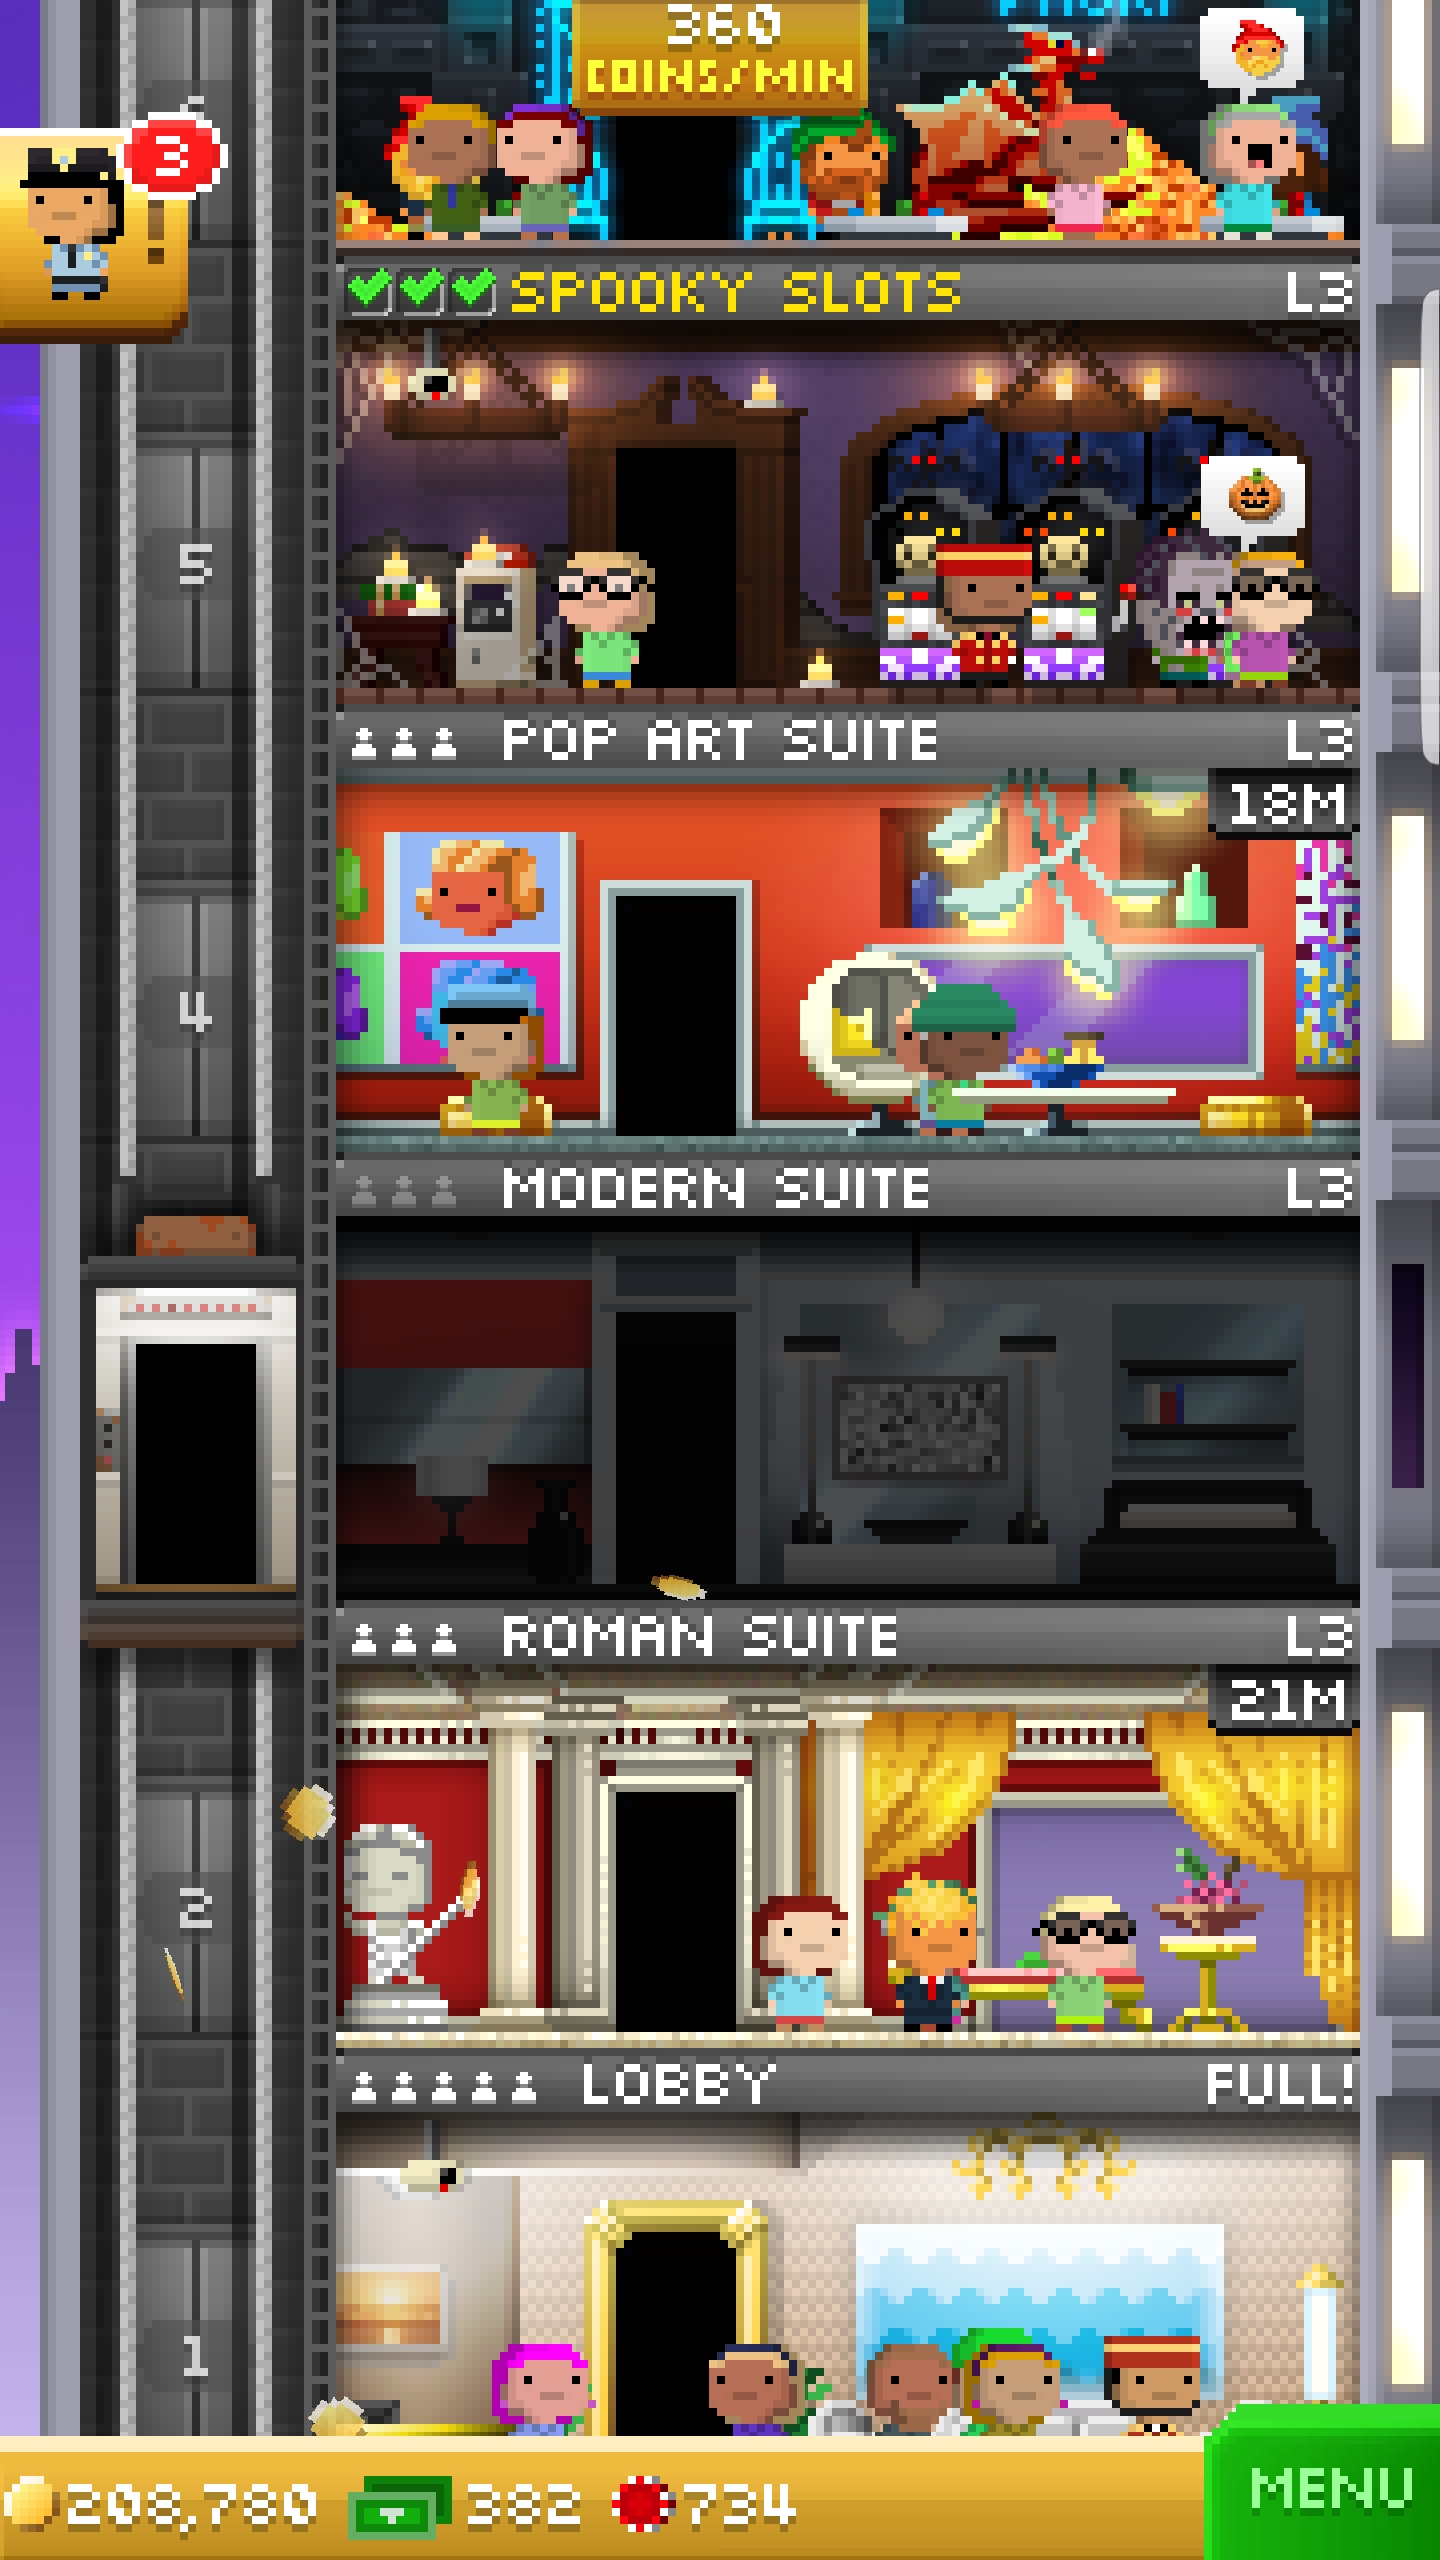 360
COINS/MIN
3
SPOOKY SLOTS L3
5
POP ART SUITE L3
18M
4
MODERN SUITE L3
ROMAN SUITE L3
21M
2
LOBBY FULL!
1
208,780 382 734
MENU